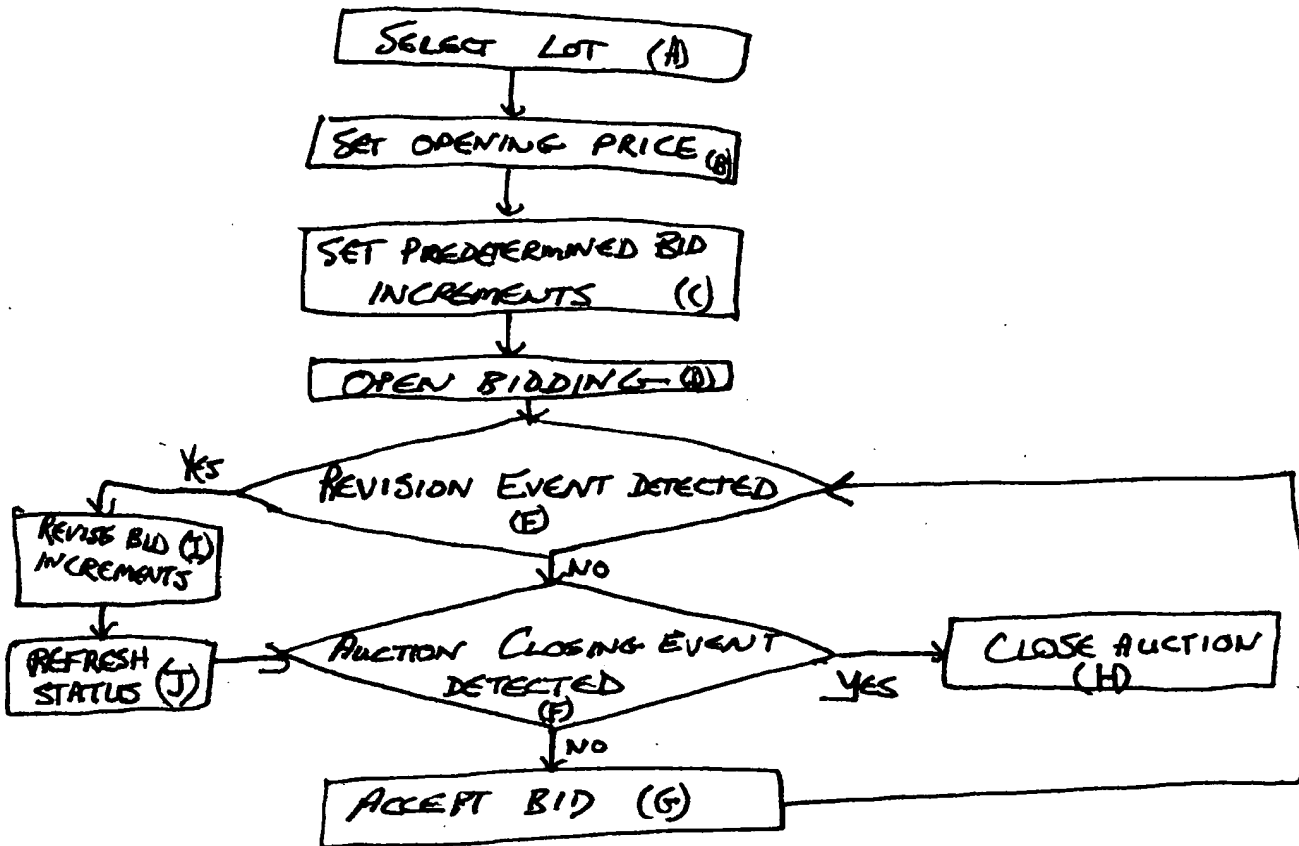 SELECT LOT (A)
SET OPENING PRICE (B)
SET PREDETERMINED BID
INCREMENTS (C)
OPEN BIDDING (D)
YES
REVISION EVENT DETECTED
(E)
REVISE BID (I)
INCREMENTS
NO
REFRESH
STATUS (J)
AUCTION CLOSING EVENT
DETECTED
(F)
YES
CLOSE AUCTION
(H)
NO
ACCEPT BID (G)